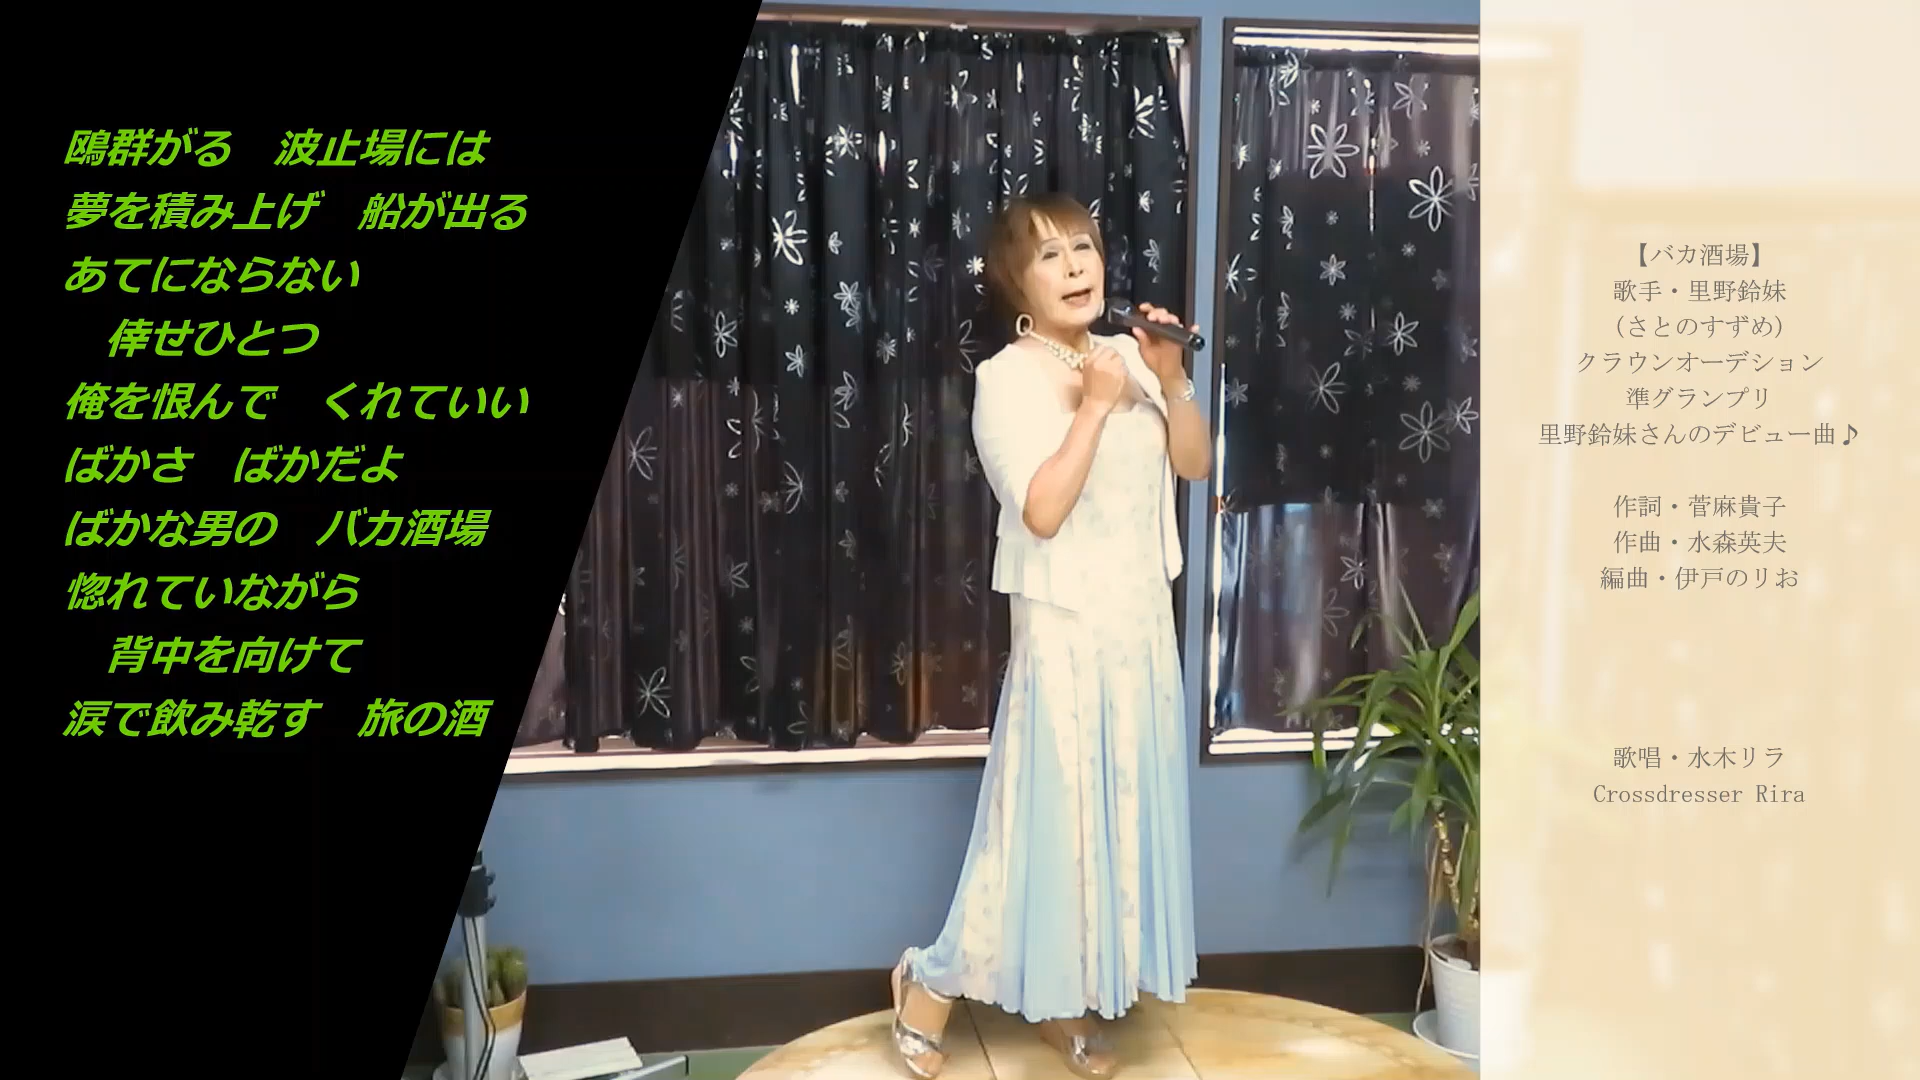 鴎群がる　波止場には
夢を積み上げ　船が出る
あてにならない
　倖せひとつ
俺を恨んで　くれていい
ばかさ　ばかだよ
ばかな男の　バカ酒場
惚れていながら
　背中を向けて
涙で飲み乾す　旅の酒
【バカ酒場】
歌手・里野鈴妹
(さとのすずめ)
クラウンオーデション
準グランプリ
里野鈴妹さんのデビュー曲♪
作詞・菅麻貴子
作曲・水森英夫
編曲・伊戸のりお
歌唱・水木リラ
Crossdresser Rira